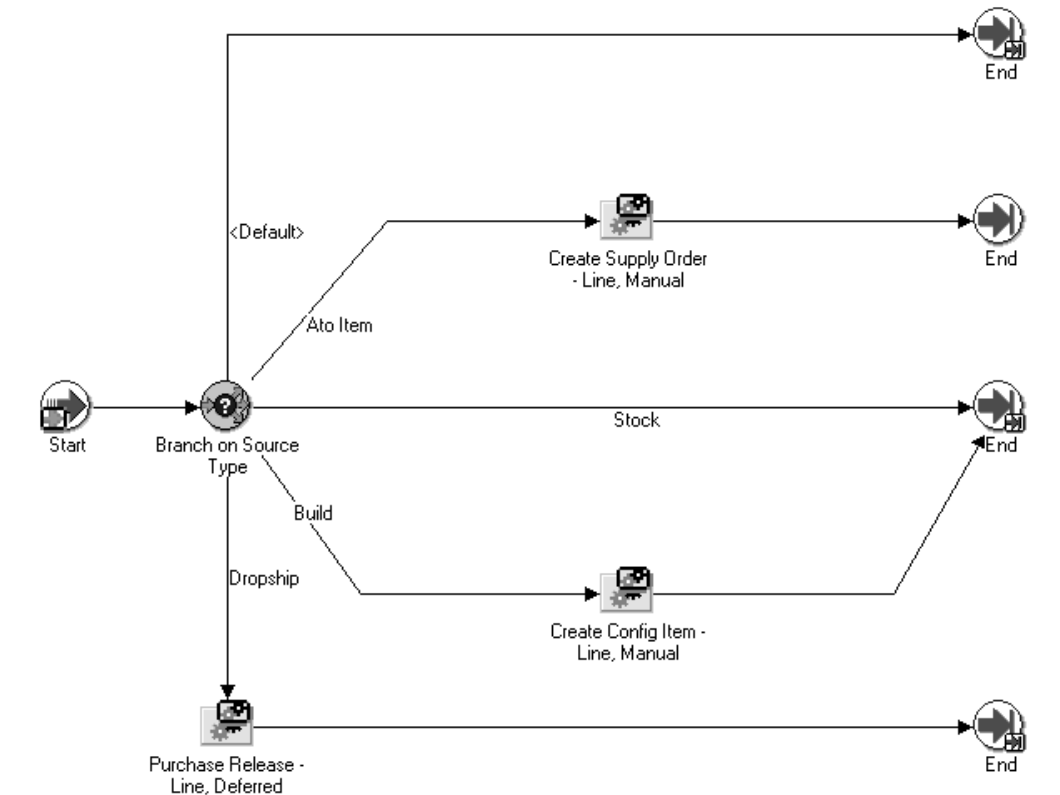 End
<Default>
Create Supply Order
- Line, Manual
End
Ato Item
Start
Branch on Source
Type
Stock
End
Build
Dropship
Create Config Item -
Line, Manual
Purchase Release -
Line, Deferred
End